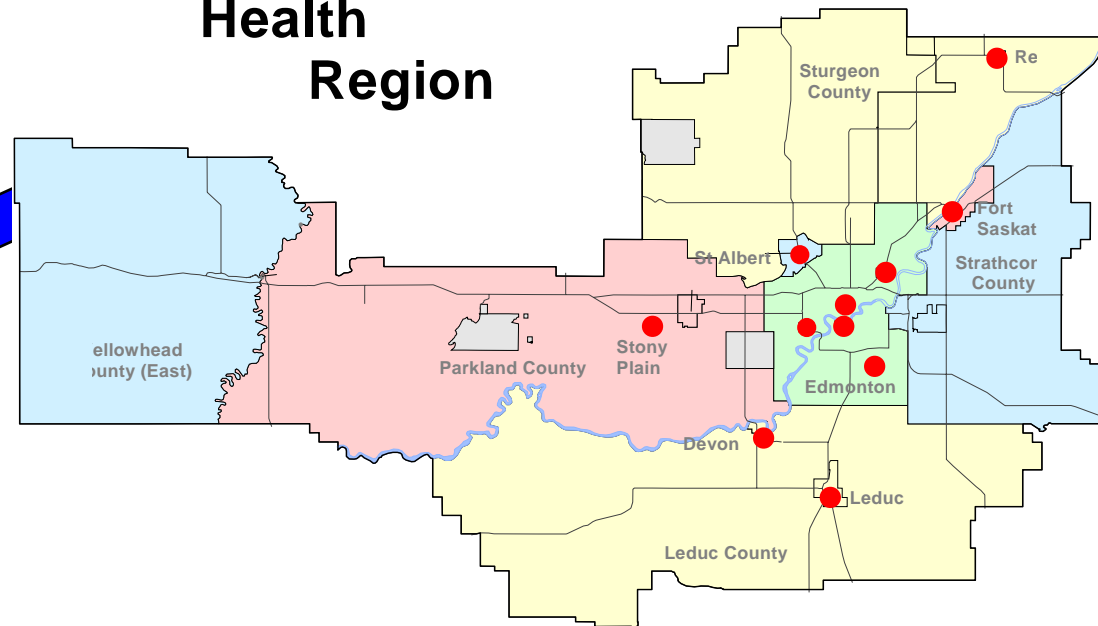 Health
Region
Sturgeon
County
Re
Fort
Saskat
St Albert
Strathcor
County
ellowhead
ounty (East)
Parkland County
Stony
Plain
Edmonton
Devon
Leduc
Leduc County